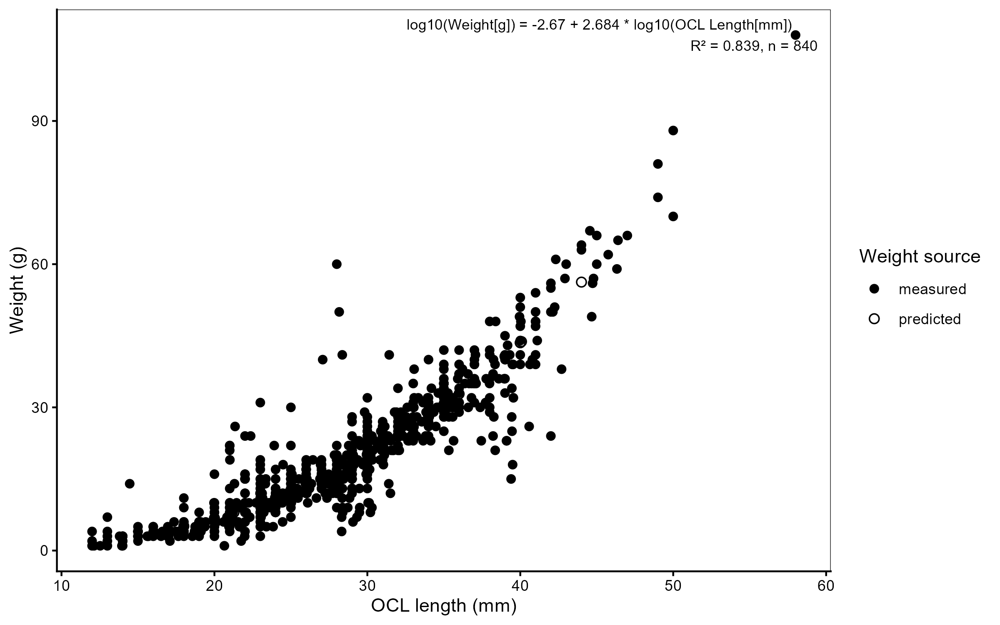 log10(Weight[g]) = -2.67 + 2.684 * log10(OCL Length[mm])
R² = 0.839, n = 840
90
60
30
0
Weight (g)
10 20 30 40 50 60
OCL length (mm)
Weight source
measured
predicted